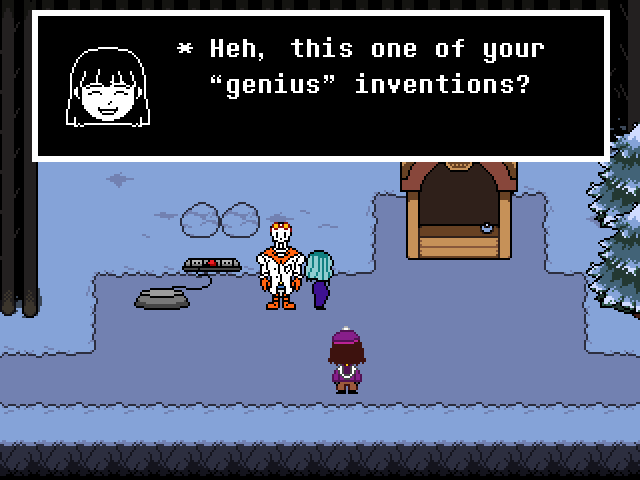 * Heh, this one of your
“genius” inventions?